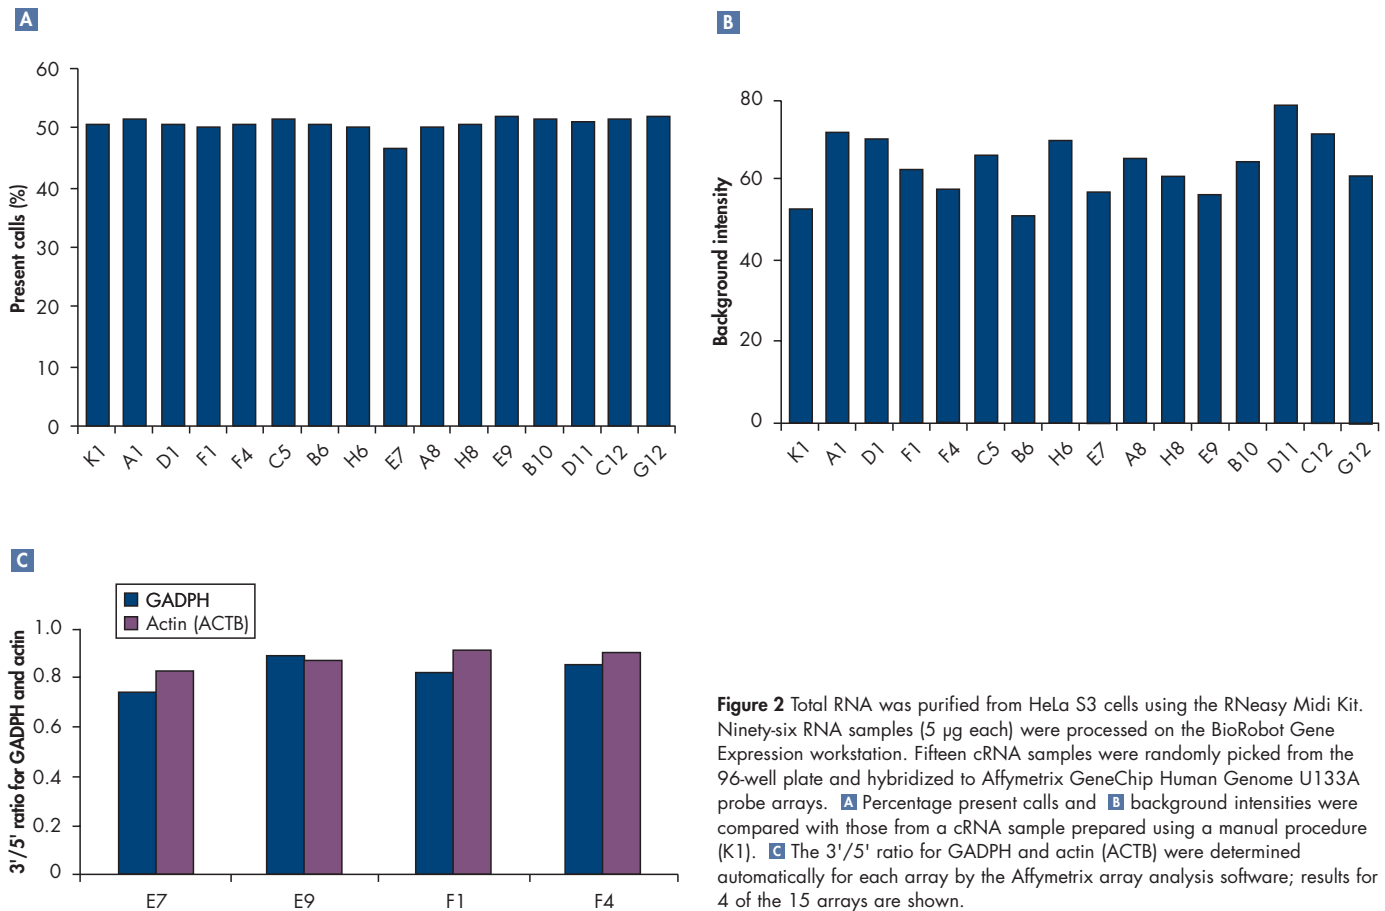 A
60
50
40
30
20
10
0
Present calls (%)
K1 A1 D1 F1 F4 C5 B6 H6 E7 A8 H8 E9 B10 D11 C12 G12
B
80
60
40
20
0
Background intensity
K1 A1 D1 F1 F4 C5 B6 H6 E7 A8 H8 E9 B10 D11 C12 G12
C
GADPH
Actin (ACTB)
1.0
0.8
0.6
0.4
0.2
0
3'/5' ratio for GADPH and actin
E7 E9 F1 F4
Figure 2 Total RNA was purified from HeLa S3 cells using the RNeasy Midi Kit.
Ninety-six RNA samples (5 µg each) were processed on the BioRobot Gene
Expression workstation. Fifteen cRNA samples were randomly picked from the
96-well plate and hybridized to Affymetrix GeneChip Human Genome U133A
probe arrays. A Percentage present calls and B background intensities were
compared with those from a cRNA sample prepared using a manual procedure
(K1). C The 3'/5' ratio for GADPH and actin (ACTB) were determined
automatically for each array by the Affymetrix array analysis software; results for
4 of the 15 arrays are shown.